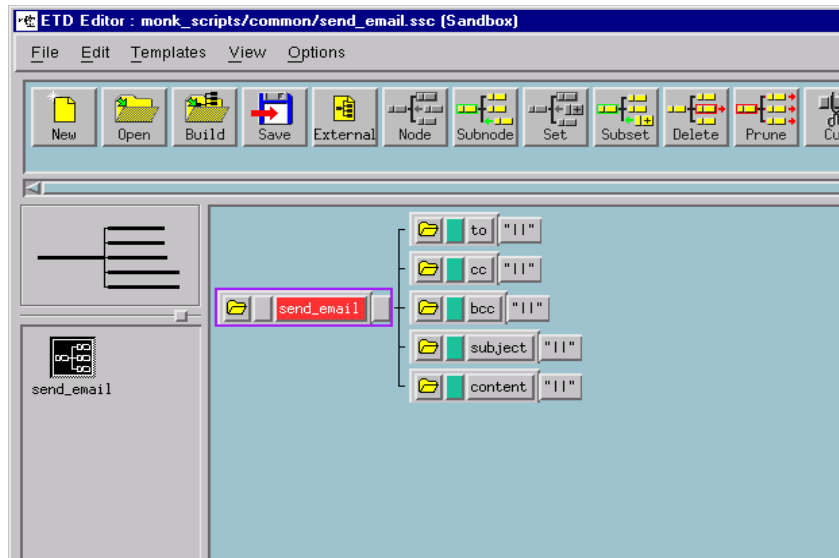 ETD Editor : monk_scripts/common/send_email.ssc (Sandbox)
File Edit Templates View Options
New Open Build Save External Node Subnode Set Subset Delete Prune Cu
to "||"
cc "||"
send_email bcc "||"
subject "||"
content "||"
send_email